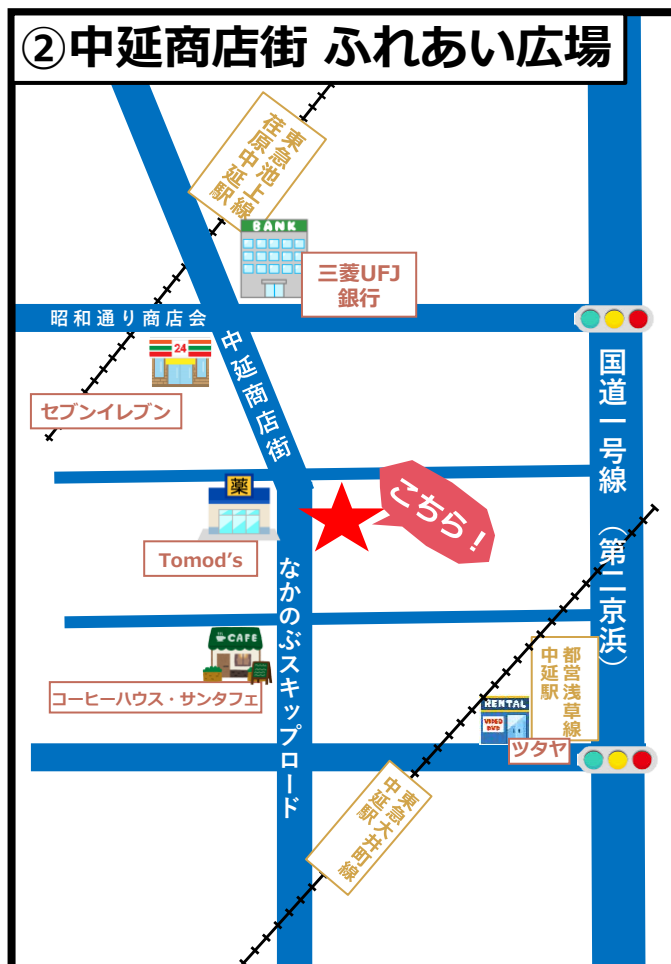 ②中延商店街 ふれあい広場
東急池上線
荏原中延駅
BANK
三菱UFJ
銀行
昭和通り商店会
24
セブンイレブン
中延商店街
国道一号線（第二京浜）
薬
こちら！
Tomod's
なかのぶスキップロード
CAFE
コーヒーハウス・サンタフェ
都営浅草線
中延駅
RENTAL
VIDEO
DVD
ツタヤ
東急大井町線
中延駅